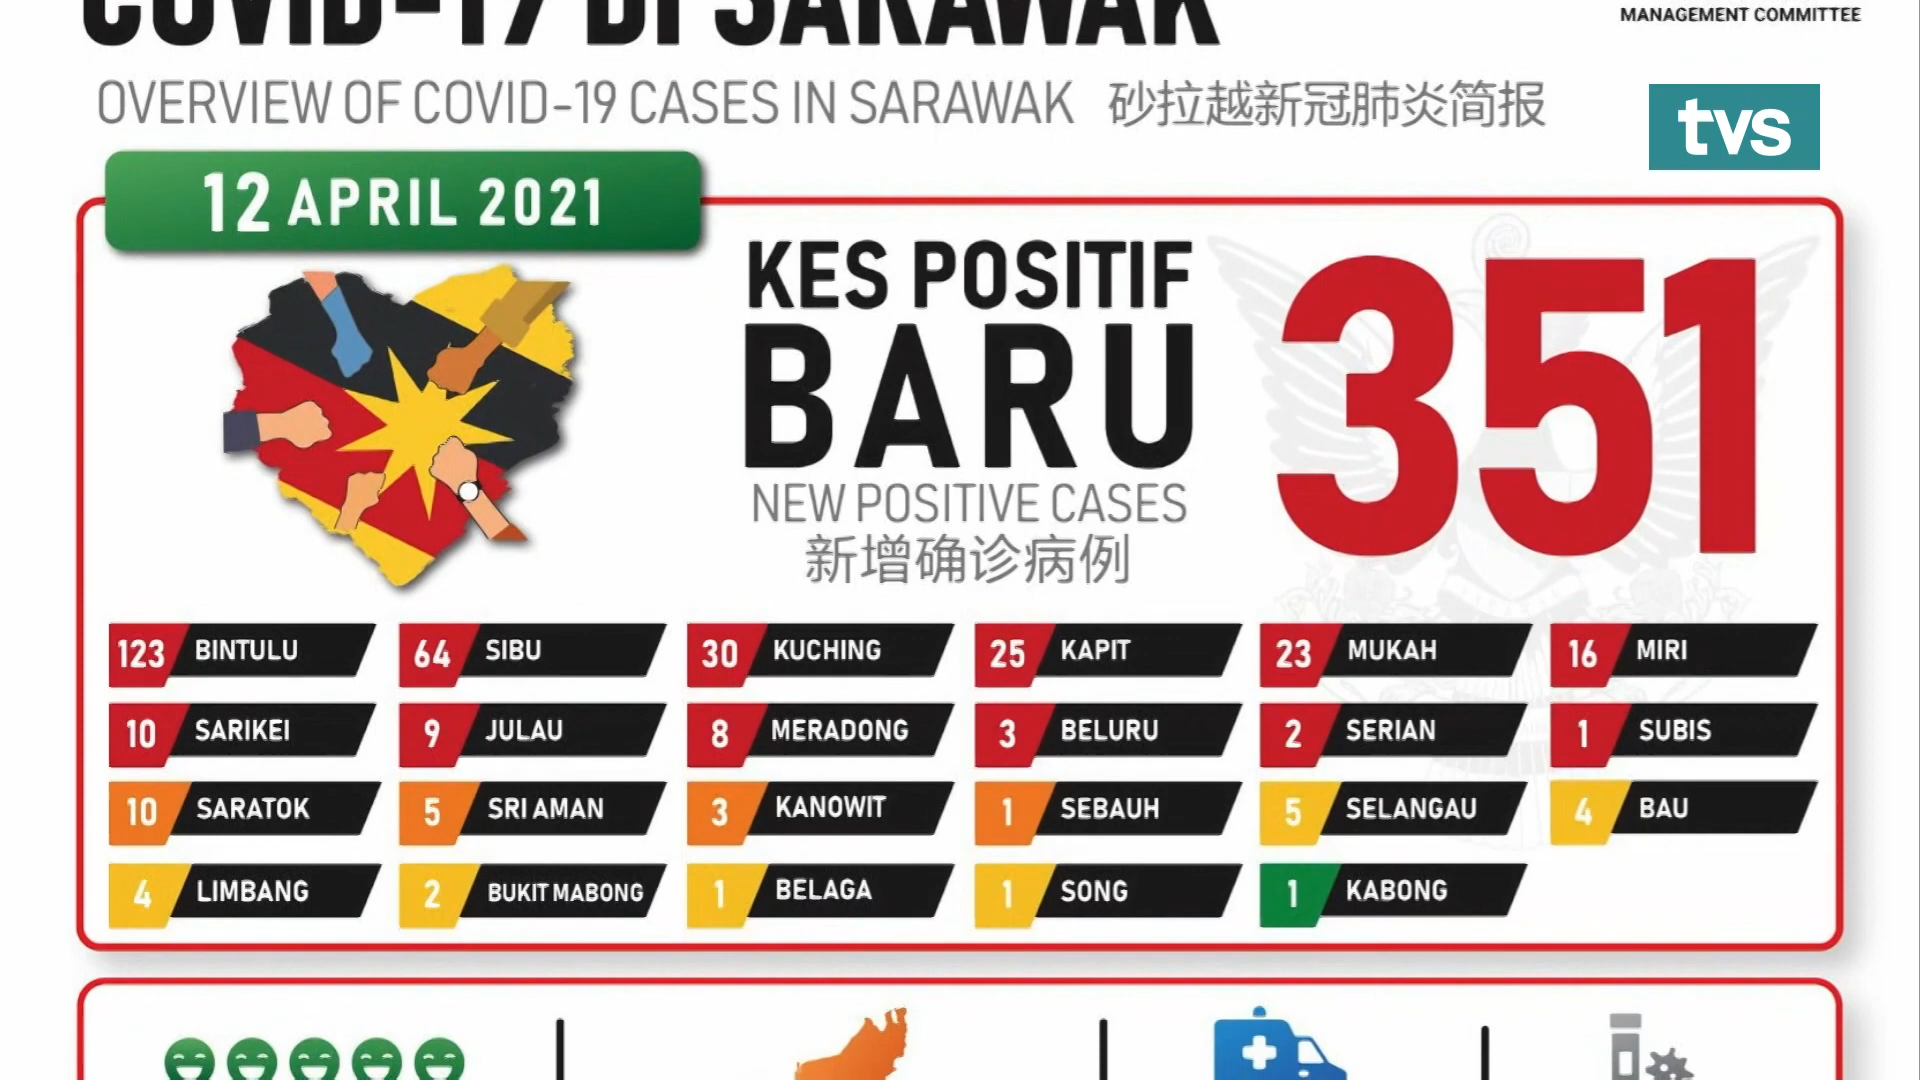 COVID-19 DI SARAWAK
MANAGEMENT COMMITTEE
OVERVIEW OF COVID-19 CASES IN SARAWAK 砂拉越新冠肺炎简报
tvs
12 APRIL 2021
KES POSITIF
BARU
NEW POSITIVE CASES
新增确诊病例
351
123 BINTULU 64 SIBU 30 KUCHING 25 KAPIT 23 MUKAH 16 MIRI
10 SARIKEI 9 JULAU 8 MERADONG 3 BELURU 2 SERIAN 1 SUBIS
10 SARATOK 5 SRI AMAN 3 KANOWIT 1 SEBAUH 5 SELANGAU 4 BAU
4 LIMBANG 2 BUKIT MABONG 1 BELAGA 1 SONG 1 KABONG